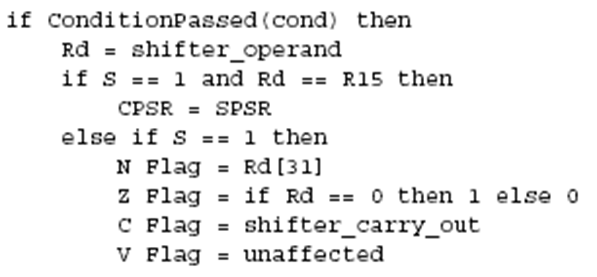 if ConditionPassed(cond) then
    Rd = shifter_operand
    if S == 1 and Rd == R15 then
        CPSR = SPSR
    else if S == 1 then
        N Flag = Rd[31]
        Z Flag = if Rd == 0 then 1 else 0
        C Flag = shifter_carry_out
        V Flag = unaffected